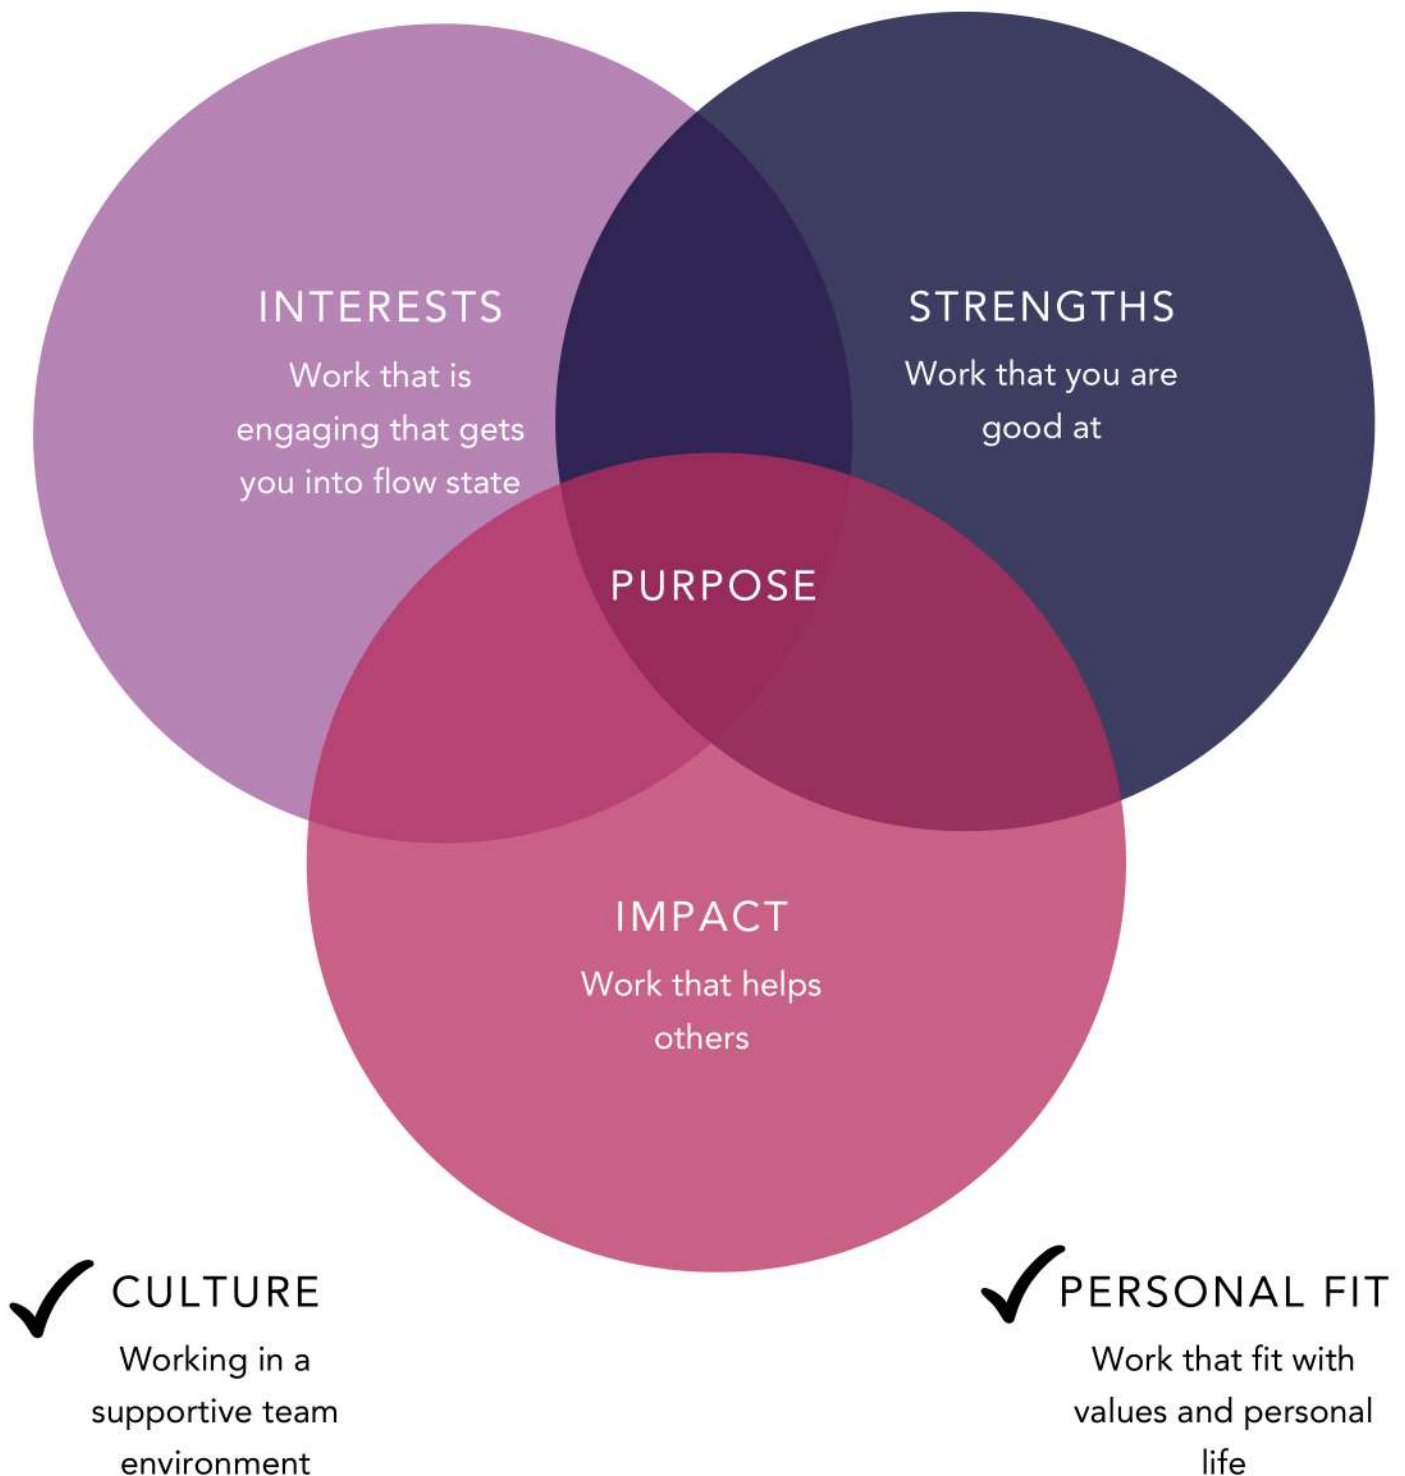 INTERESTS
Work that is
engaging that gets
you into flow state
STRENGTHS
Work that you are
good at
PURPOSE
IMPACT
Work that helps
others
CULTURE
Working in a
supportive team
environment
PERSONAL FIT
Work that fit with
values and personal
life